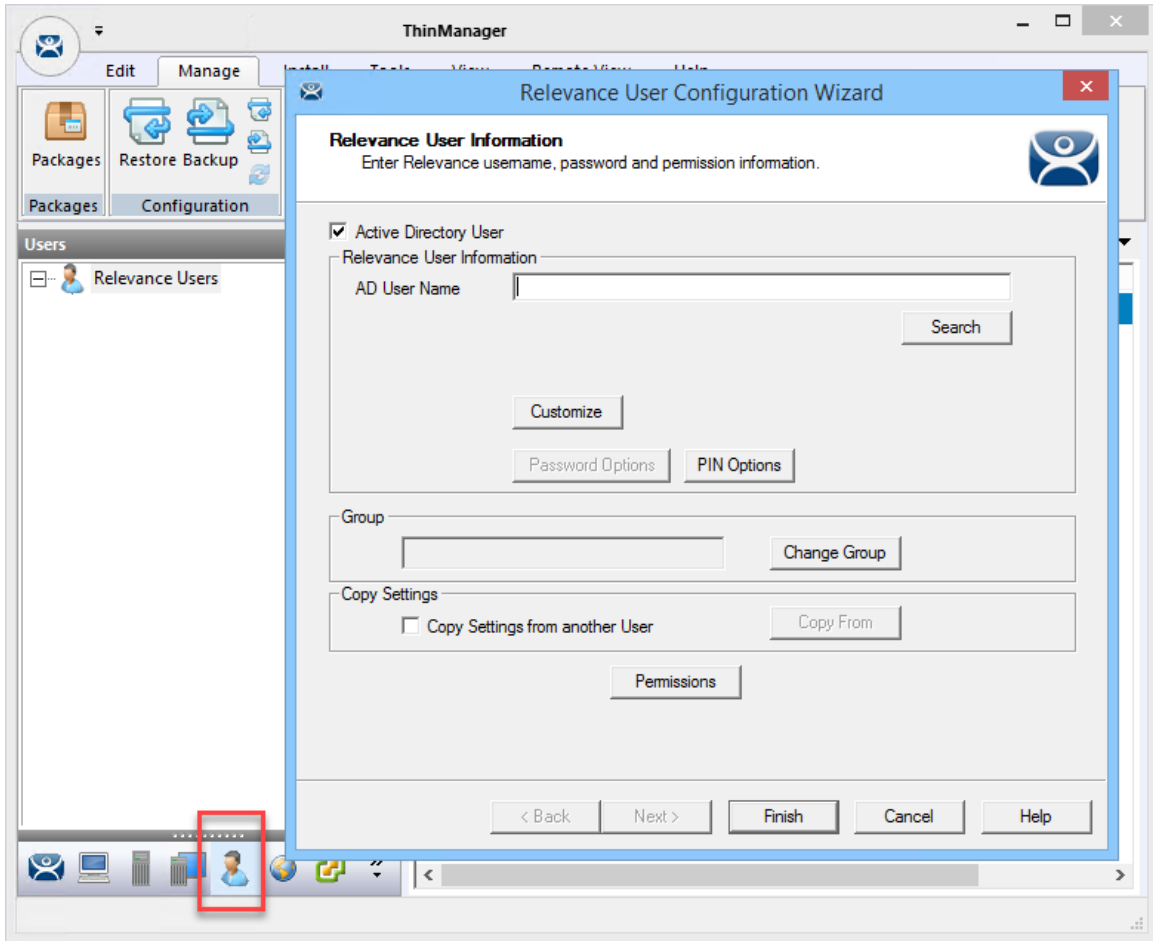 ThinManager
Edit Manage
Packages Restore Backup
Packages Configuration
Users
Relevance Users
Relevance User Configuration Wizard
Relevance User Information
Enter Relevance username, password and permission information.
Active Directory User
Relevance User Information
AD User Name
Search
Customize
Password Options PIN Options
Group
Change Group
Copy Settings
Copy Settings from another User Copy From
Permissions
< Back Next > Finish Cancel Help